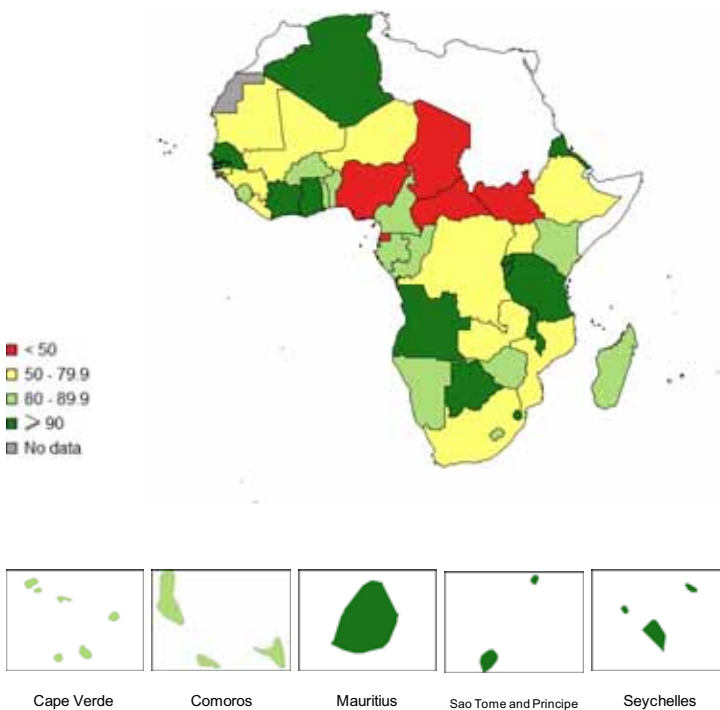 < 50
50 - 79.9
80 - 89.9
⩾ 90
No data
Cape Verde
Comoros
Mauritius
Sao Tome and Principe
Seychelles